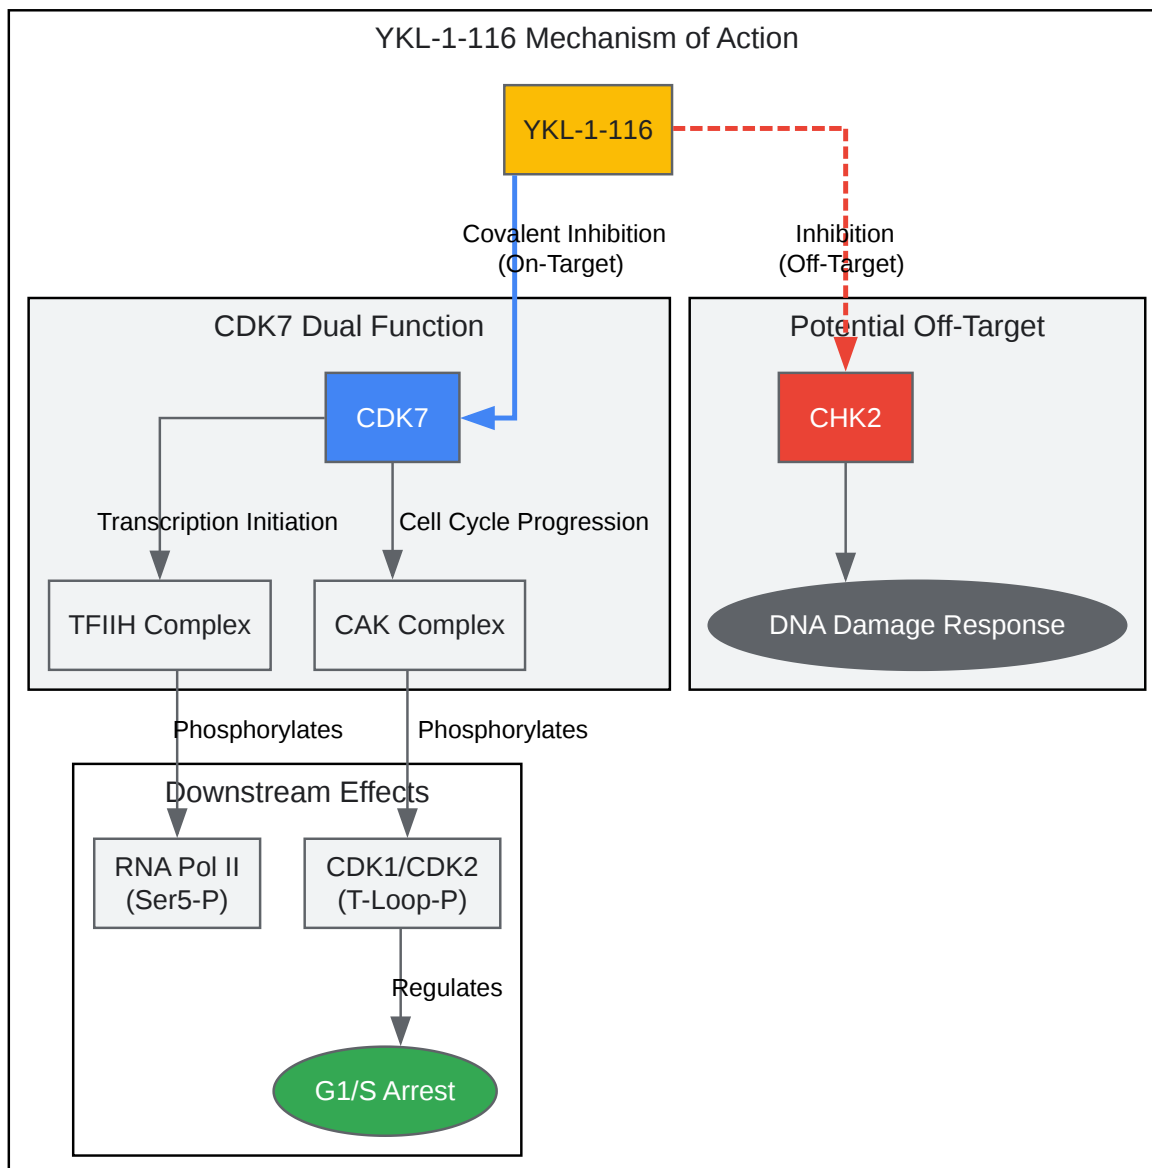 YKL-1-116 Mechanism of Action
YKL-1-116
Covalent Inhibition
(On-Target)
Inhibition
(Off-Target)
CDK7 Dual Function
Potential Off-Target
CDK7
CHK2
Transcription Initiation
Cell Cycle Progression
TFIIH Complex
CAK Complex
DNA Damage Response
Phosphorylates
Phosphorylates
Downstream Effects
RNA Pol II
(Ser5-P)
CDK1/CDK2
(T-Loop-P)
Regulates
G1/S Arrest